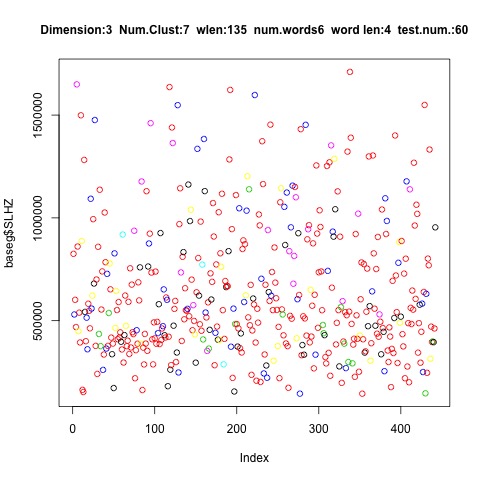 Dimension:3 Num.Clust:7 wlen:135 num.words6 word len:4 test.num.:60
baseg$SLHZ
1500000
1000000
500000
0 100 200 300 400
Index